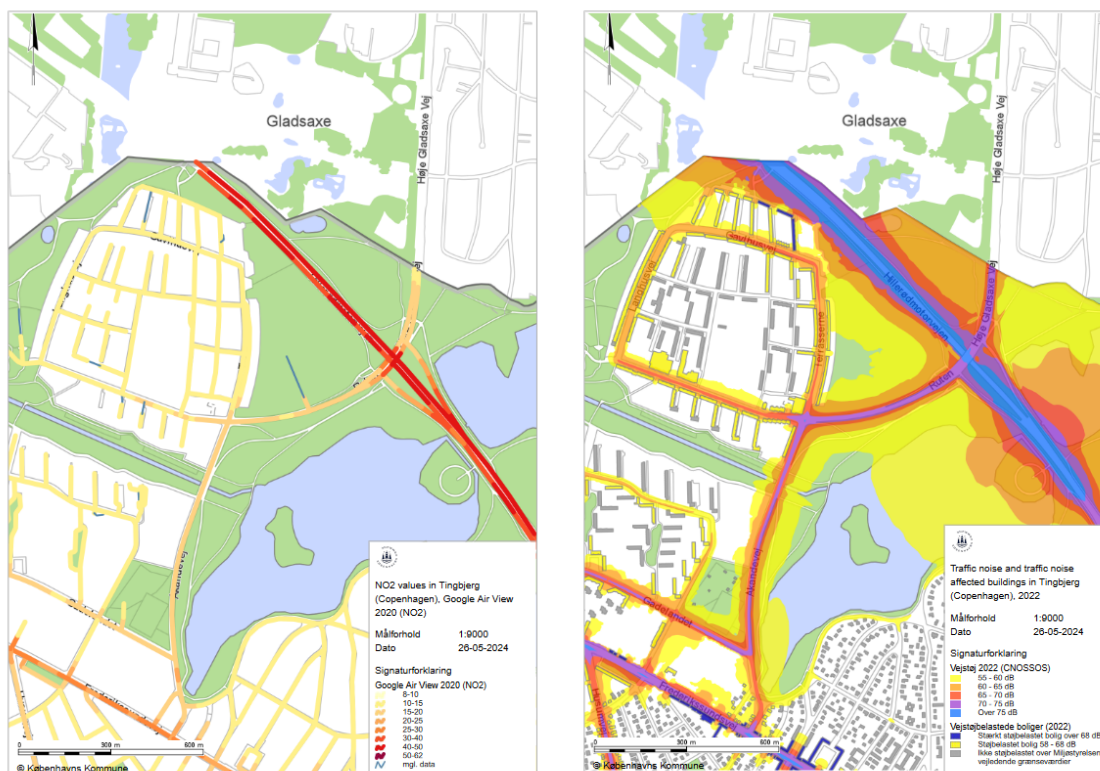 Gladsaxe
Høje Gladsaxe Vej
Akandevej
NO2 values in Tingbjerg
(Copenhagen), Google Air View
2020 (NO2)
Målforhold 1:9000
Dato 26-05-2024
Signaturforklaring
Google Air View 2020 (NO2)
8-10
10-15
15-20
20-25
25-30
30-40
40-50
50-62
mgl. data
0 300 m 600 m
© Københavns Kommune
Gladsaxe
Høje Gladsaxe Vej
Gavlhusvej
Langhusvej
Terrasserne
Hillerødmotorvejen
Høje Gladsaxe Vej
Ruten
Akandevej
Gadelandet
Frederikssundsvej
Traffic noise and traffic noise
affected buildings in Tingbjerg
(Copenhagen), 2022
Målforhold 1:9000
Dato 26-05-2024
Signaturforklaring
Vejstøj 2022 (CNOSSOS)
55 - 60 dB
60 - 65 dB
65 - 70 dB
70 - 75 dB
Over 75 dB
Vejstøjbelastede boliger (2022)
Stærkt støjbelastet bolig over 68 dB
Støjbelastet bolig 58 - 68 dB
Ikke støjbelastet over Miljøstyrelsens
vejledende grænseværdier
0 300 m 600 m
© Københavns Kommune